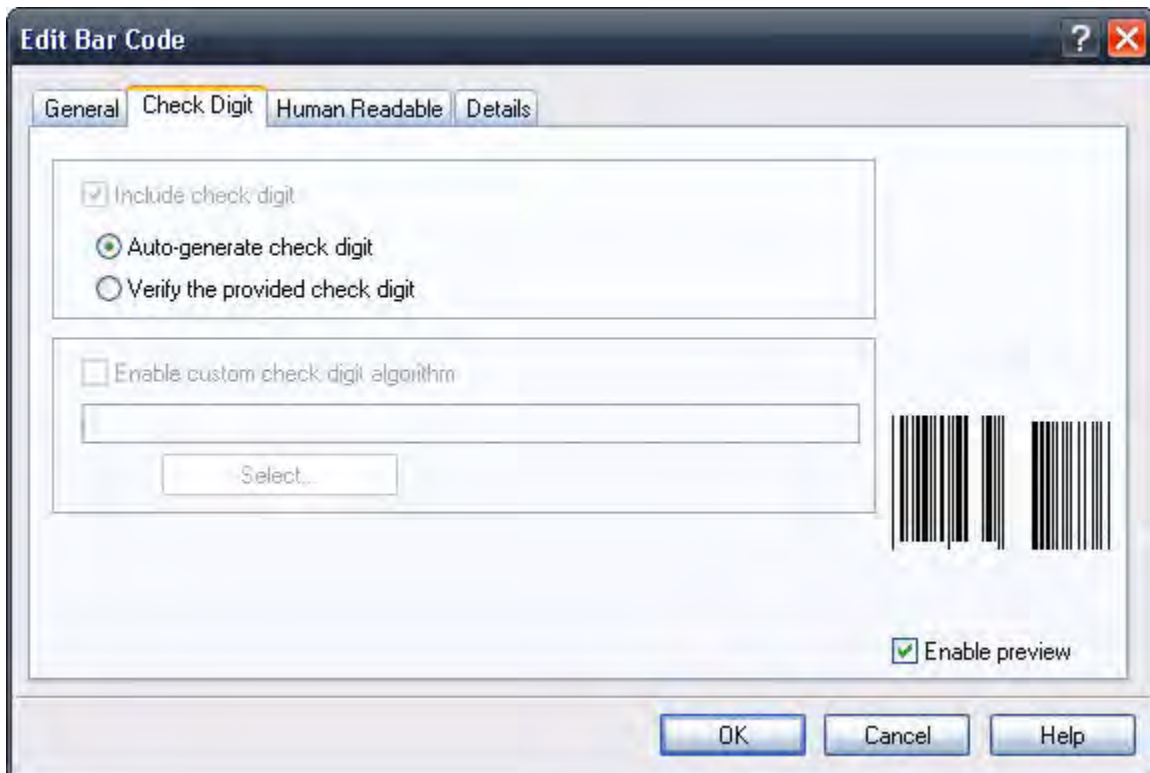 Edit Bar Code
General Check Digit Human Readable Details
Include check digit
Auto-generate check digit
Verify the provided check digit
Enable custom check digit algorithm
Select...
Enable preview
OK Cancel Help